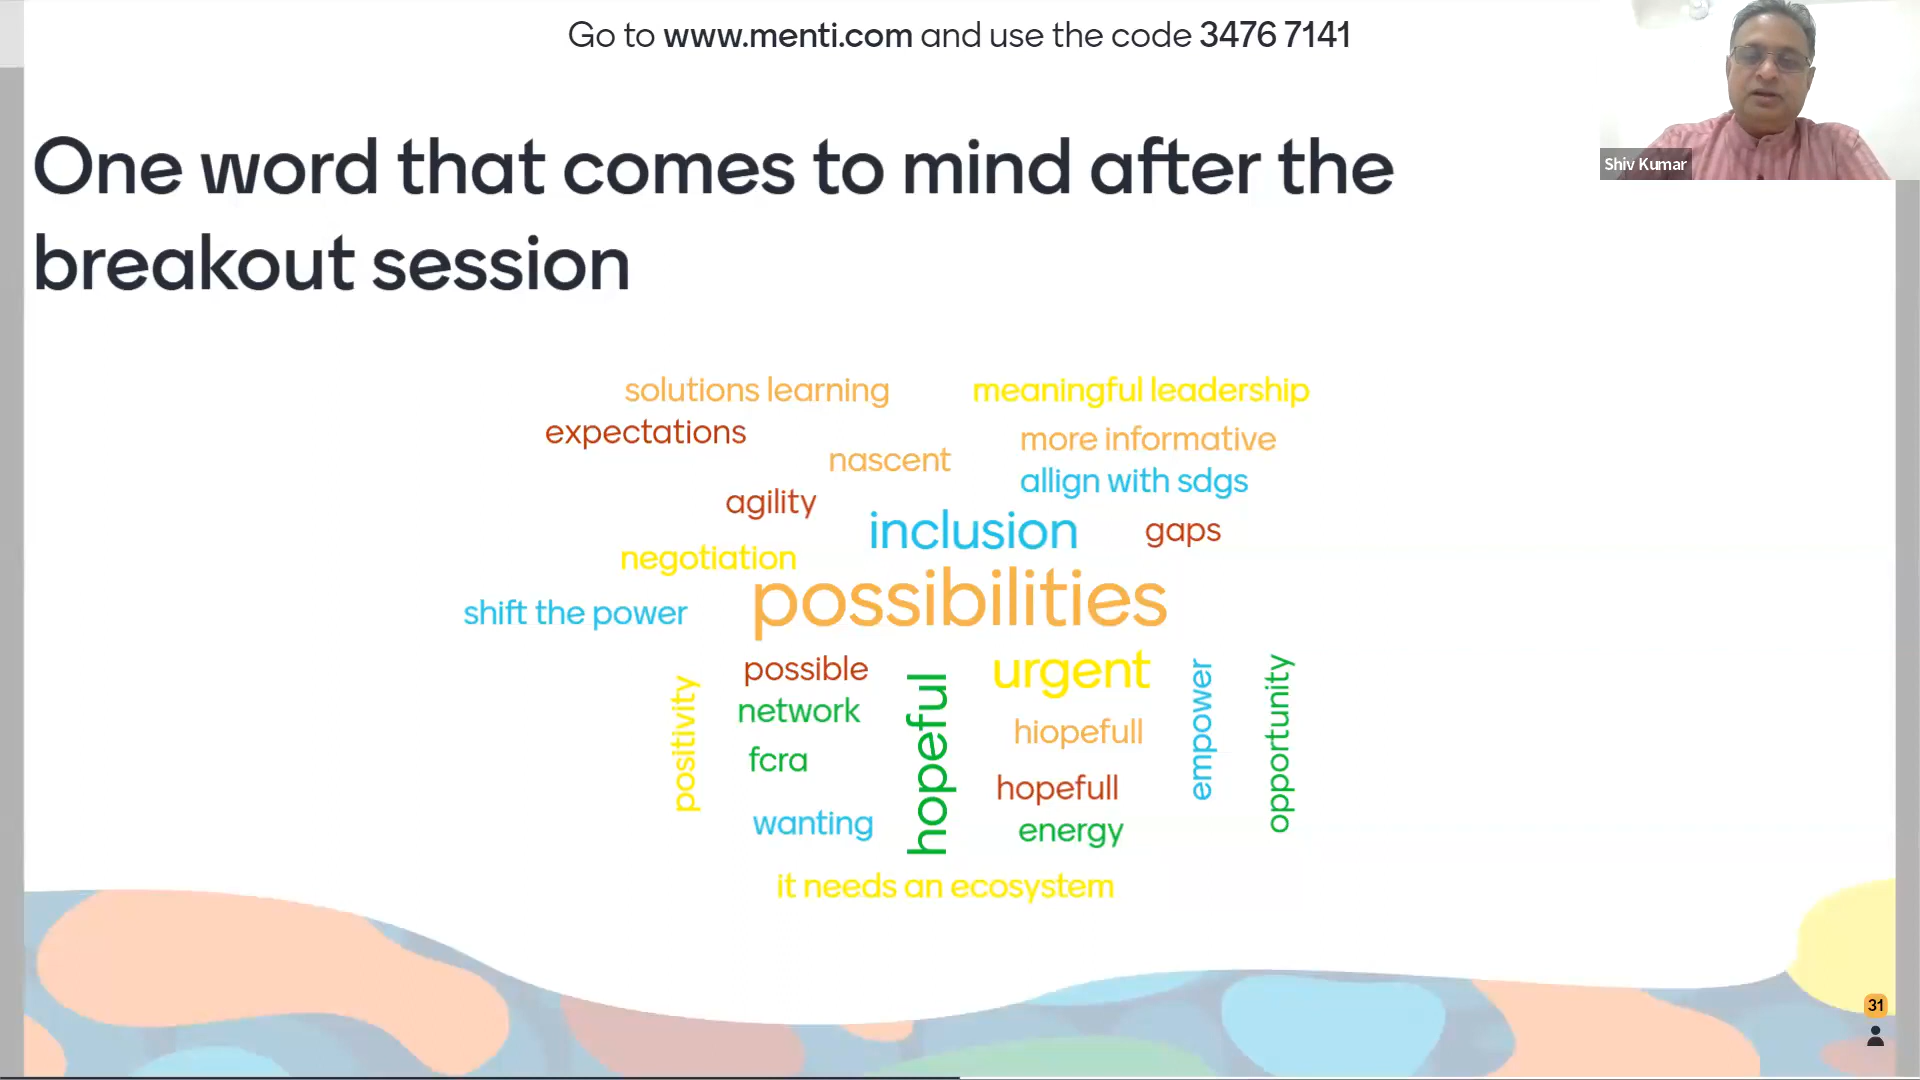 Go to www.menti.com and use the code 3476 7141
Shiv Kumar
One word that comes to mind after the
breakout session
solutions learning
meaningful leadership
expectations
more informative
nascent
allign with sdgs
agility
inclusion
gaps
negotiation
possibilities
shift the power
possible
urgent
positivity
network
hopeful
hiopefull
empower
opportunity
fcra
hopefull
wanting
energy
it needs an ecosystem
31